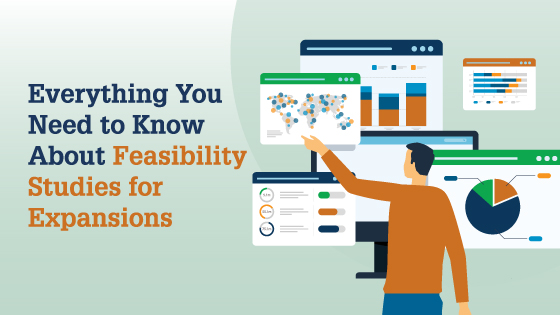 Everything You
Need to Know
About Feasibility
Studies for
Expansions